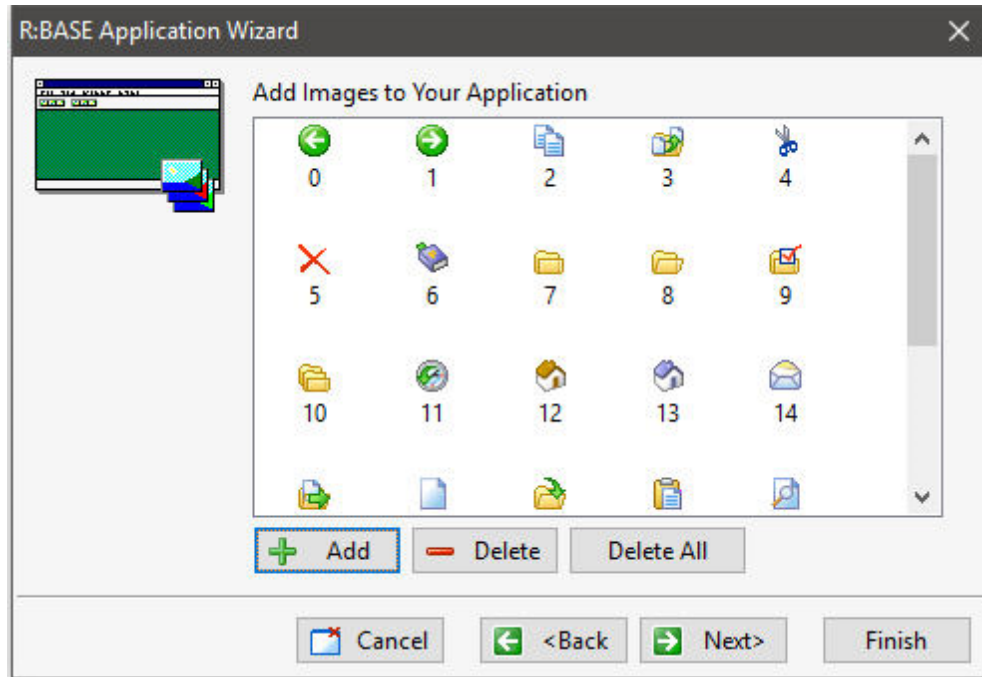 R:BASE Application Wizard
Add Images to Your Application
0 1 2 3 4
5 6 7 8 9
10 11 12 13 14
Add Delete Delete All
Cancel <Back Next> Finish